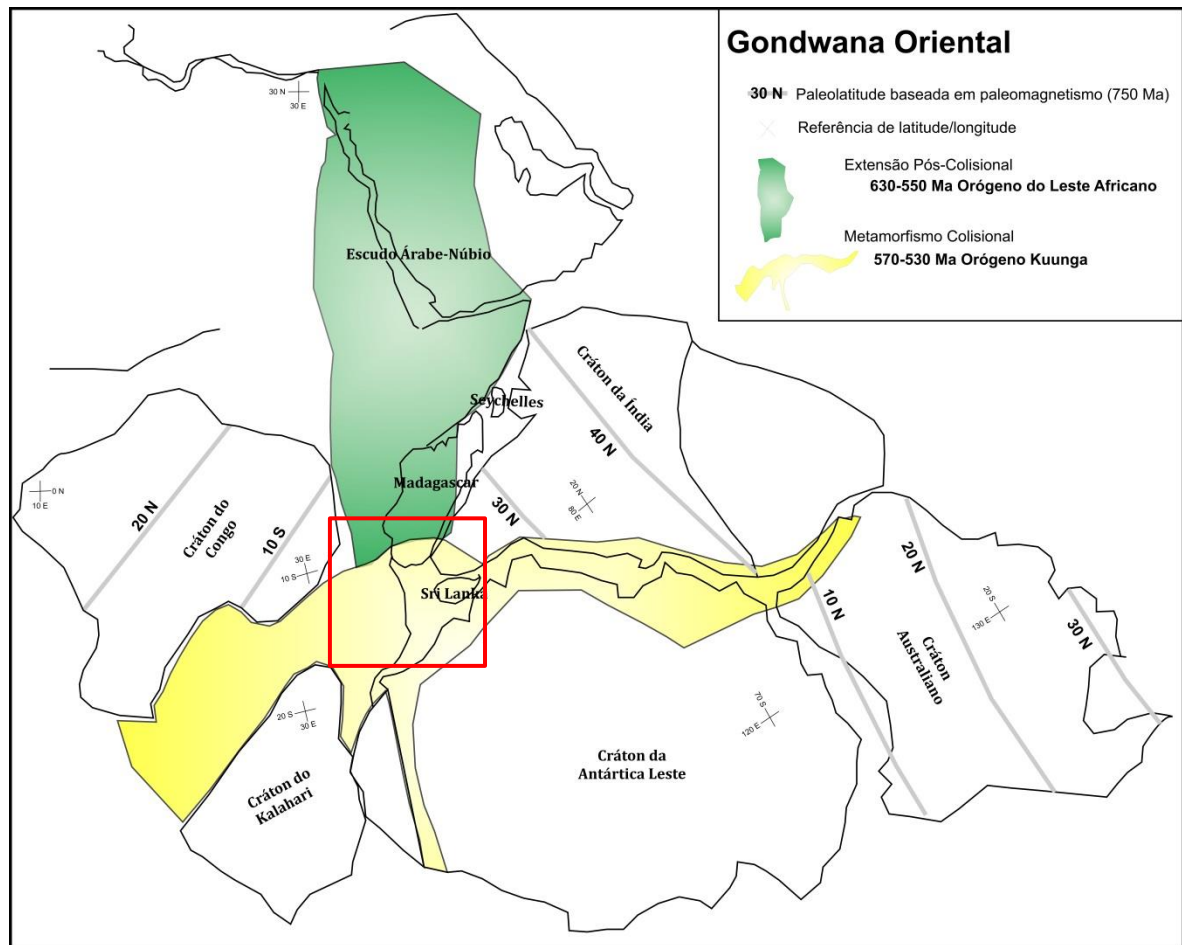 Gondwana Oriental
30 N Paleolatitude baseada em paleomagnetismo (750 Ma)
Referência de latitude/longitude
Extensão Pós-Colisional
630-550 Ma Orógeno do Leste Africano
Metamorfismo Colisional
570-530 Ma Orógeno Kuunga
30 N
30 E
Escudo Árabe-Núbio
Seychelles
Cráton da Índia
40 N
Madagascar
30 N
20 N
80 E
0 N
10 E
20 N
Cráton do
Congo
10 S
30 E
10 S
Sri Lanka
10 N
20 N
20 S
130 E
30 N
Cráton
Australiano
20 S
30 E
70 S
120 E
Cráton da
Antártica Leste
Cráton do
Kalahari